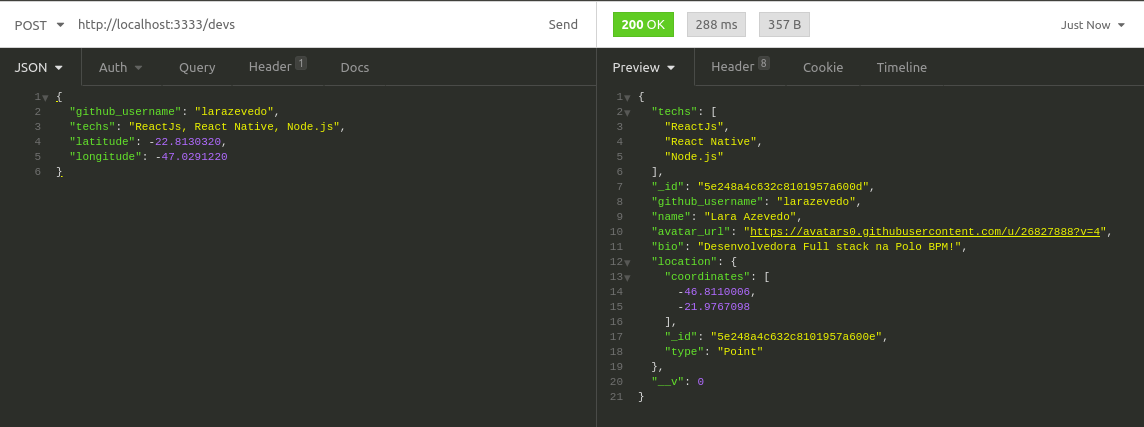 POST http://localhost:3333/devs Send
200 OK 288 ms 357 B Just Now
JSON Auth Query Header 1 Docs
1 {
2 "github_username": "larazevedo",
3 "techs": "ReactJs, React Native, Node.js",
4 "latitude": -22.8130320,
5 "longitude": -47.0291220
6 }
Preview Header 8 Cookie Timeline
1 {
2 "techs": [
3 "ReactJs",
4 "React Native",
5 "Node.js"
6 ],
7 "_id": "5e248a4c632c8101957a600d",
8 "github_username": "larazevedo",
9 "name": "Lara Azevedo",
10 "avatar_url": "https://avatars0.githubusercontent.com/u/26827888?v=4",
11 "bio": "Desenvolvedora Full stack na Polo BPM!",
12 "location": {
13 "coordinates": [
14 -46.8110006,
15 -21.9767098
16 ],
17 "_id": "5e248a4c632c8101957a600e",
18 "type": "Point"
19 },
20 "__v": 0
21 }